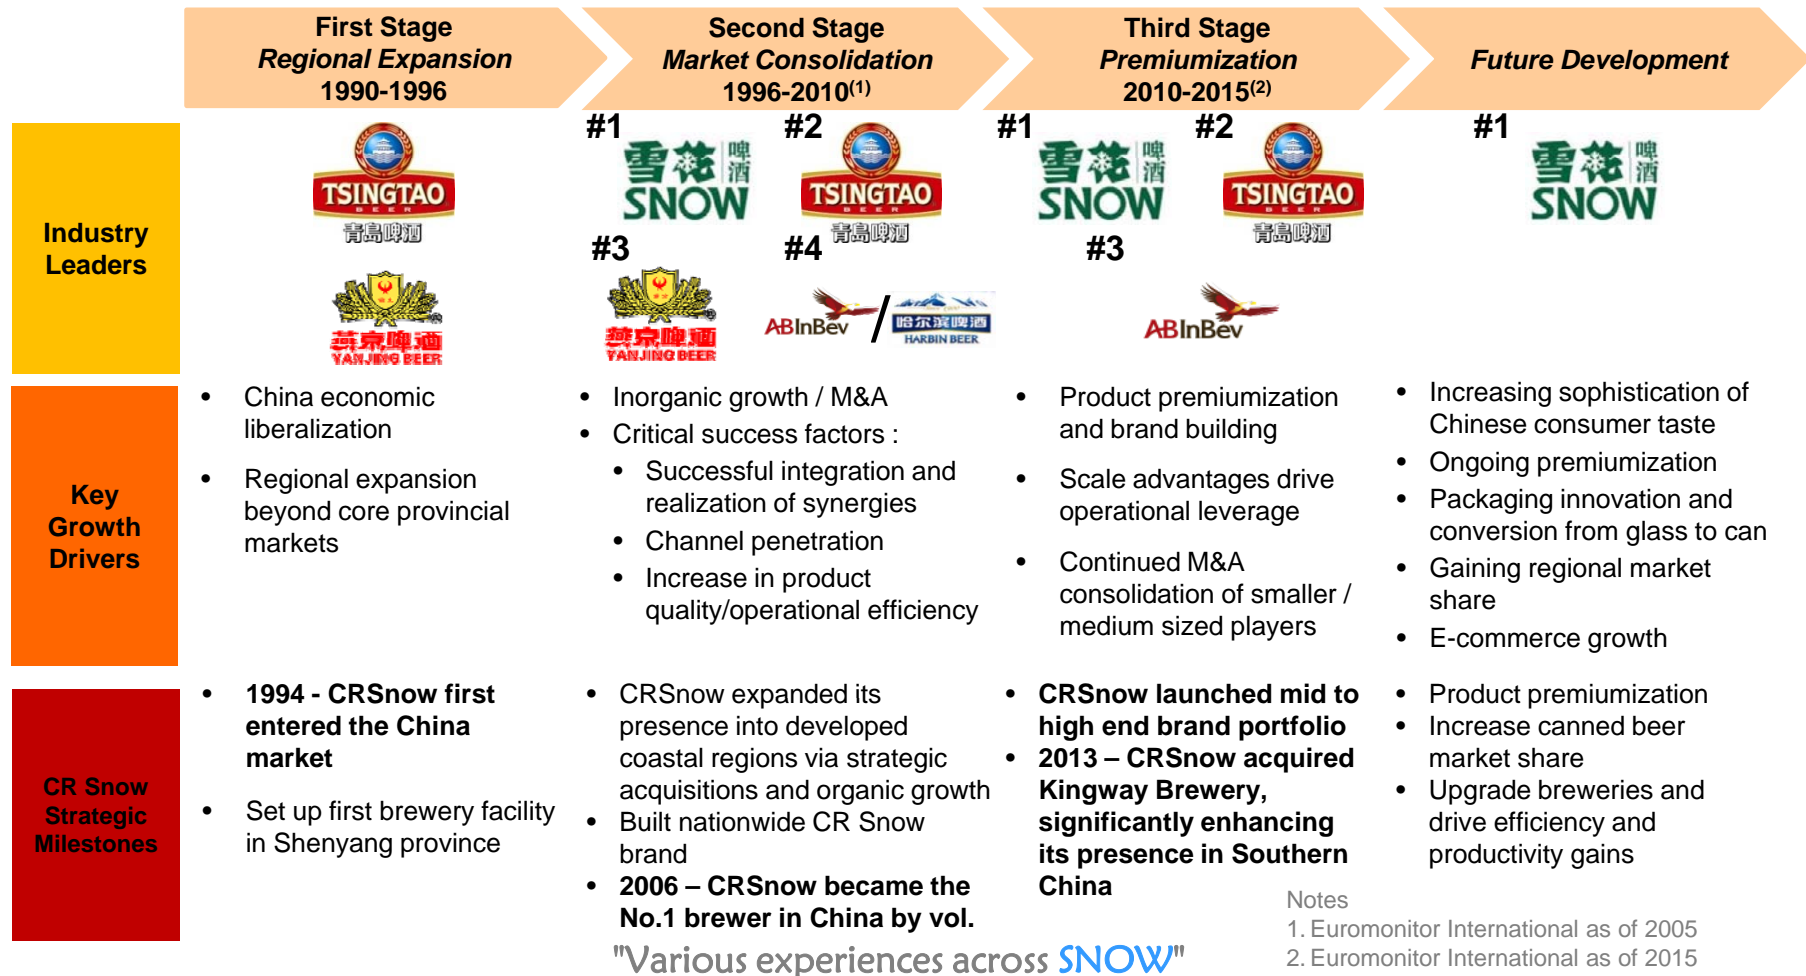 First Stage
Regional Expansion
1990-1996
Second Stage
Market Consolidation
1996-2010(1)
Third Stage
Premiumization
2010-2015(2)
Future Development
Industry
Leaders
TSINGTAO
BEER
青島啤酒
燕京啤酒
YANJING BEER
#1
雪花
啤酒
SNOW
#2
TSINGTAO
BEER
青島啤酒
#3
燕京啤酒
YANJING BEER
#4
ABInBev
/
哈尔滨啤酒
HARBIN BEER
#1
雪花
啤酒
SNOW
#2
TSINGTAO
BEER
青島啤酒
#3
ABInBev
#1
雪花
啤酒
SNOW
Key
Growth
Drivers
• China economic
liberalization
• Regional expansion
beyond core provincial
markets
• Inorganic growth / M&A
• Critical success factors :
• Successful integration and
realization of synergies
• Channel penetration
• Increase in product
quality/operational efficiency
• Product premiumization
and brand building
• Scale advantages drive
operational leverage
• Continued M&A
consolidation of smaller /
medium sized players
• Increasing sophistication of
Chinese consumer taste
• Ongoing premiumization
• Packaging innovation and
conversion from glass to can
• Gaining regional market
share
• E-commerce growth
CR Snow
Strategic
Milestones
• 1994 - CRSnow first
entered the China
market
• Set up first brewery facility
in Shenyang province
• CRSnow expanded its
presence into developed
coastal regions via strategic
acquisitions and organic growth
• Built nationwide CR Snow
brand
• 2006 – CRSnow became the
No.1 brewer in China by vol.
• CRSnow launched mid to
high end brand portfolio
• 2013 – CRSnow acquired
Kingway Brewery,
significantly enhancing
its presence in Southern
China
• Product premiumization
• Increase canned beer
market share
• Upgrade breweries and
drive efficiency and
productivity gains
Notes
1. Euromonitor International as of 2005
2. Euromonitor International as of 2015
"Various experiences across SNOW"